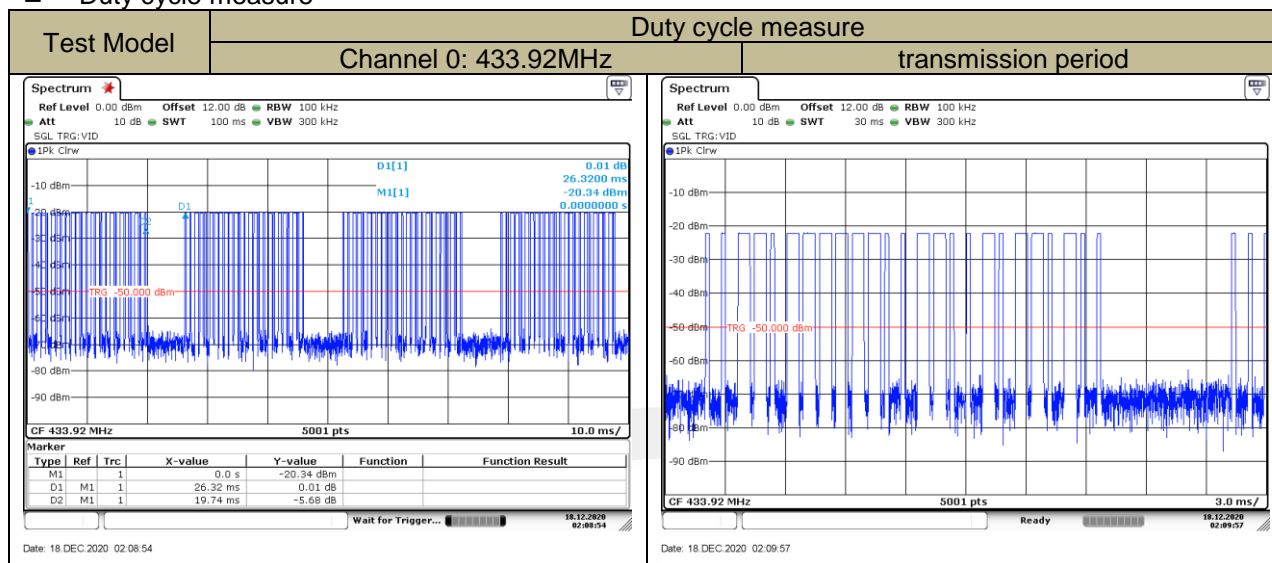 Duty cycle measure
Test Model
Duty cycle measure
Channel 0: 433.92MHz
transmission period
Spectrum
Ref Level 0.00 dBm Offset 12.00 dB RBW 100 kHz
Att 10 dB SWT 100 ms VBW 300 kHz
SGL TRG:VID
1Pk Clrw
D1[1] 0.01 dB
26.3200 ms
M1[1] -20.34 dBm
0.0000000 s
-10 dBm
D1
TRG -50.000 dBm
-80 dBm
-90 dBm
CF 433.92 MHz 5001 pts 10.0 ms/
Marker
Type Ref Trc X-value Y-value Function Function Result
M1 1 0.0 s -20.34 dBm
D1 M1 1 26.32 ms 0.01 dB
D2 M1 1 19.74 ms -5.68 dB
Wait for Trigger... 18.12.2020
02:08:54
Date: 18.DEC.2020 02:08:54
Spectrum
Ref Level 0.00 dBm Offset 12.00 dB RBW 100 kHz
Att 10 dB SWT 30 ms VBW 300 kHz
SGL TRG:VID
1Pk Clrw
-10 dBm
-20 dBm
-30 dBm
-40 dBm
-50 dBm
TRG -50.000 dBm
-60 dBm
-70 dBm
-80 dBm
-90 dBm
CF 433.92 MHz 5001 pts 3.0 ms/
Ready 18.12.2020
02:09:57
Date: 18.DEC.2020 02:09:57